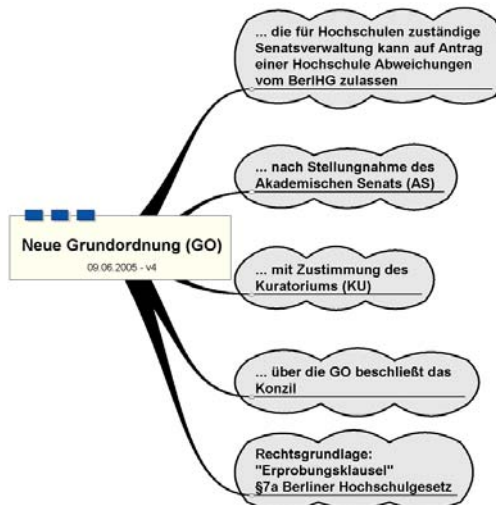 ... die für Hochschulen zuständige
Senatsverwaltung kann auf Antrag
einer Hochschule Abweichungen
vom BerlHG zulassen
... nach Stellungnahme des
Akademischen Senats (AS)
Neue Grundordnung (GO)
09.06.2005 - v4
... mit Zustimmung des
Kuratoriums (KU)
... über die GO beschließt das
Konzil
Rechtsgrundlage:
"Erprobungsklausel"
§7a Berliner Hochschulgesetz